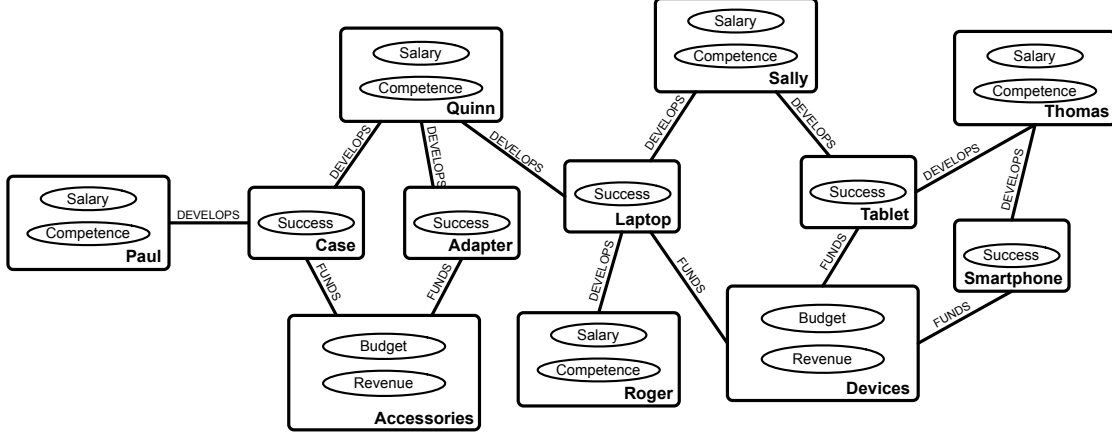 Salary
Competence
Quinn
Salary
Competence
Sally
Salary
Competence
Thomas
DEVELOPS
DEVELOPS
DEVELOPS
DEVELOPS
DEVELOPS
DEVELOPS
DEVELOPS
Salary
Competence
Paul
DEVELOPS
Success
Case
Success
Adapter
Success
Laptop
Success
Tablet
Success
Smartphone
FUNDS
FUNDS
DEVELOPS
FUNDS
FUNDS
FUNDS
Budget
Revenue
Accessories
Salary
Competence
Roger
Budget
Revenue
Devices